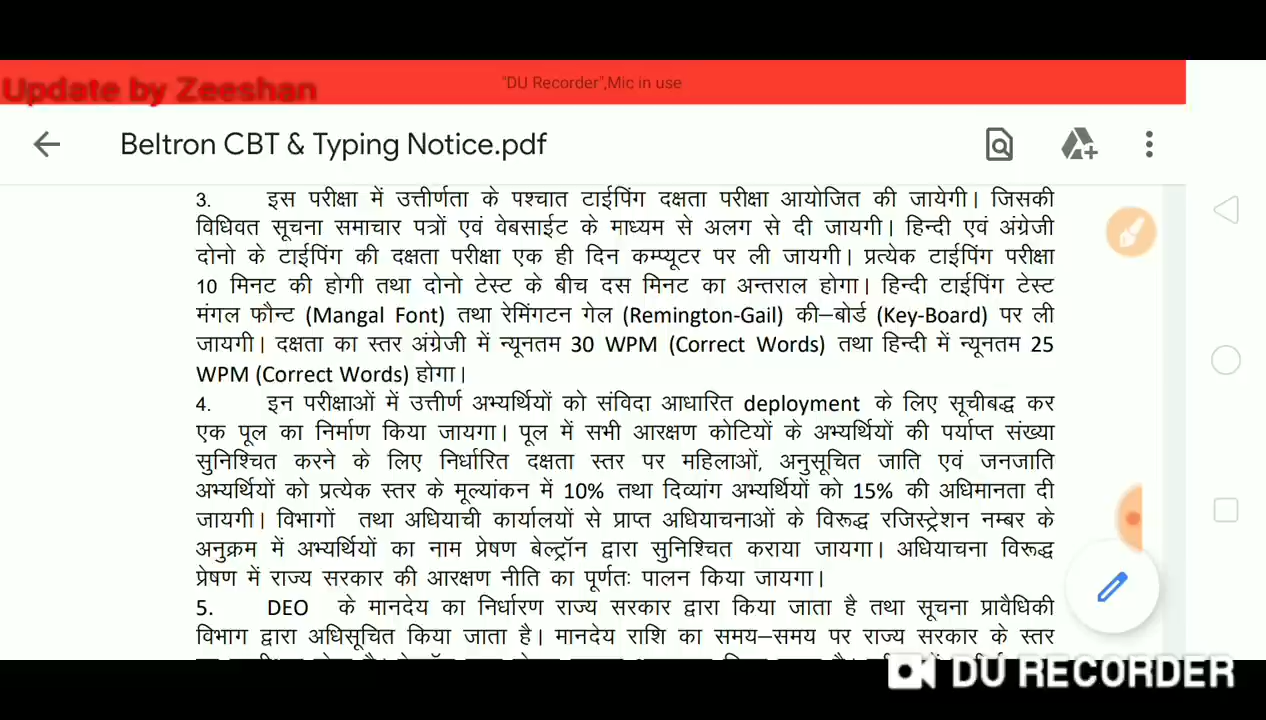 Update by Zeeshan
"DU Recorder",Mic in use
Beltron CBT & Typing Notice.pdf
3. इस परीक्षा में उत्तीर्णता के पश्चात टाईपिंग दक्षता परीक्षा आयोजित की जायेगी। जिसकी
विधिवत सूचना समाचार पत्रों एवं वेबसाईट के माध्यम से अलग से दी जायगी। हिन्दी एवं अंग्रेजी
दोनो के टाईपिंग की दक्षता परीक्षा एक ही दिन कम्प्यूटर पर ली जायगी। प्रत्येक टाईपिंग परीक्षा
10 मिनट की होगी तथा दोनो टेस्ट के बीच दस मिनट का अन्तराल होगा। हिन्दी टाईपिंग टेस्ट
मंगल फौन्ट (Mangal Font) तथा रेमिंगटन गेल (Remington-Gail) की–बोर्ड (Key-Board) पर ली
जायगी। दक्षता का स्तर अंग्रेजी में न्यूनतम 30 WPM (Correct Words) तथा हिन्दी में न्यूनतम 25
WPM (Correct Words) होगा।
4. इन परीक्षाओं में उत्तीर्ण अभ्यर्थियों को संविदा आधारित deployment के लिए सूचीबद्ध कर
एक पूल का निर्माण किया जायगा। पूल में सभी आरक्षण कोटियों के अभ्यर्थियों की पर्याप्त संख्या
सुनिश्चित करने के लिए निर्धारित दक्षता स्तर पर महिलाओं, अनुसूचित जाति एवं जनजाति
अभ्यर्थियों को प्रत्येक स्तर के मूल्यांकन में 10% तथा दिव्यांग अभ्यर्थियों को 15% की अधिमानता दी
जायगी। विभागों तथा अधियाची कार्यालयों से प्राप्त अधियाचनाओं के विरूद्ध रजिस्ट्रेशन नम्बर के
अनुक्रम में अभ्यर्थियों का नाम प्रेषण बेल्ट्रॉन द्वारा सुनिश्चित कराया जायगा। अधियाचना विरूद्ध
प्रेषण में राज्य सरकार की आरक्षण नीति का पूर्णतः पालन किया जायगा।
5. DEO के मानदेय का निर्धारण राज्य सरकार द्वारा किया जाता है तथा सूचना प्रावैधिकी
विभाग द्वारा अधिसूचित किया जाता है। मानदेय राशि का समय–समय पर राज्य सरकार के स्तर
DU RECORDER